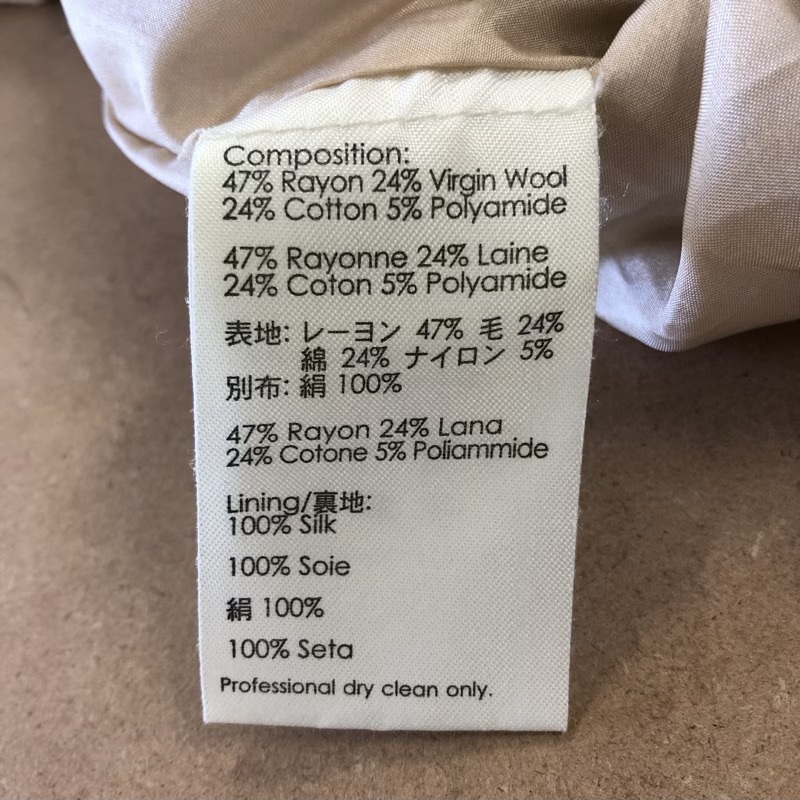 Composition:
47% Rayon 24% Virgin Wool
24% Cotton 5% Polyamide
47% Rayonne 24% Laine
24% Coton 5% Polyamide
表地: レーヨン 47% 毛 24%
綿 24% ナイロン 5%
別布: 絹 100%
47% Rayon 24% Lana
24% Cotone 5% Poliammide
Lining/裏地:
100% Silk
100% Soie
絹 100%
100% Seta
Professional dry clean only.